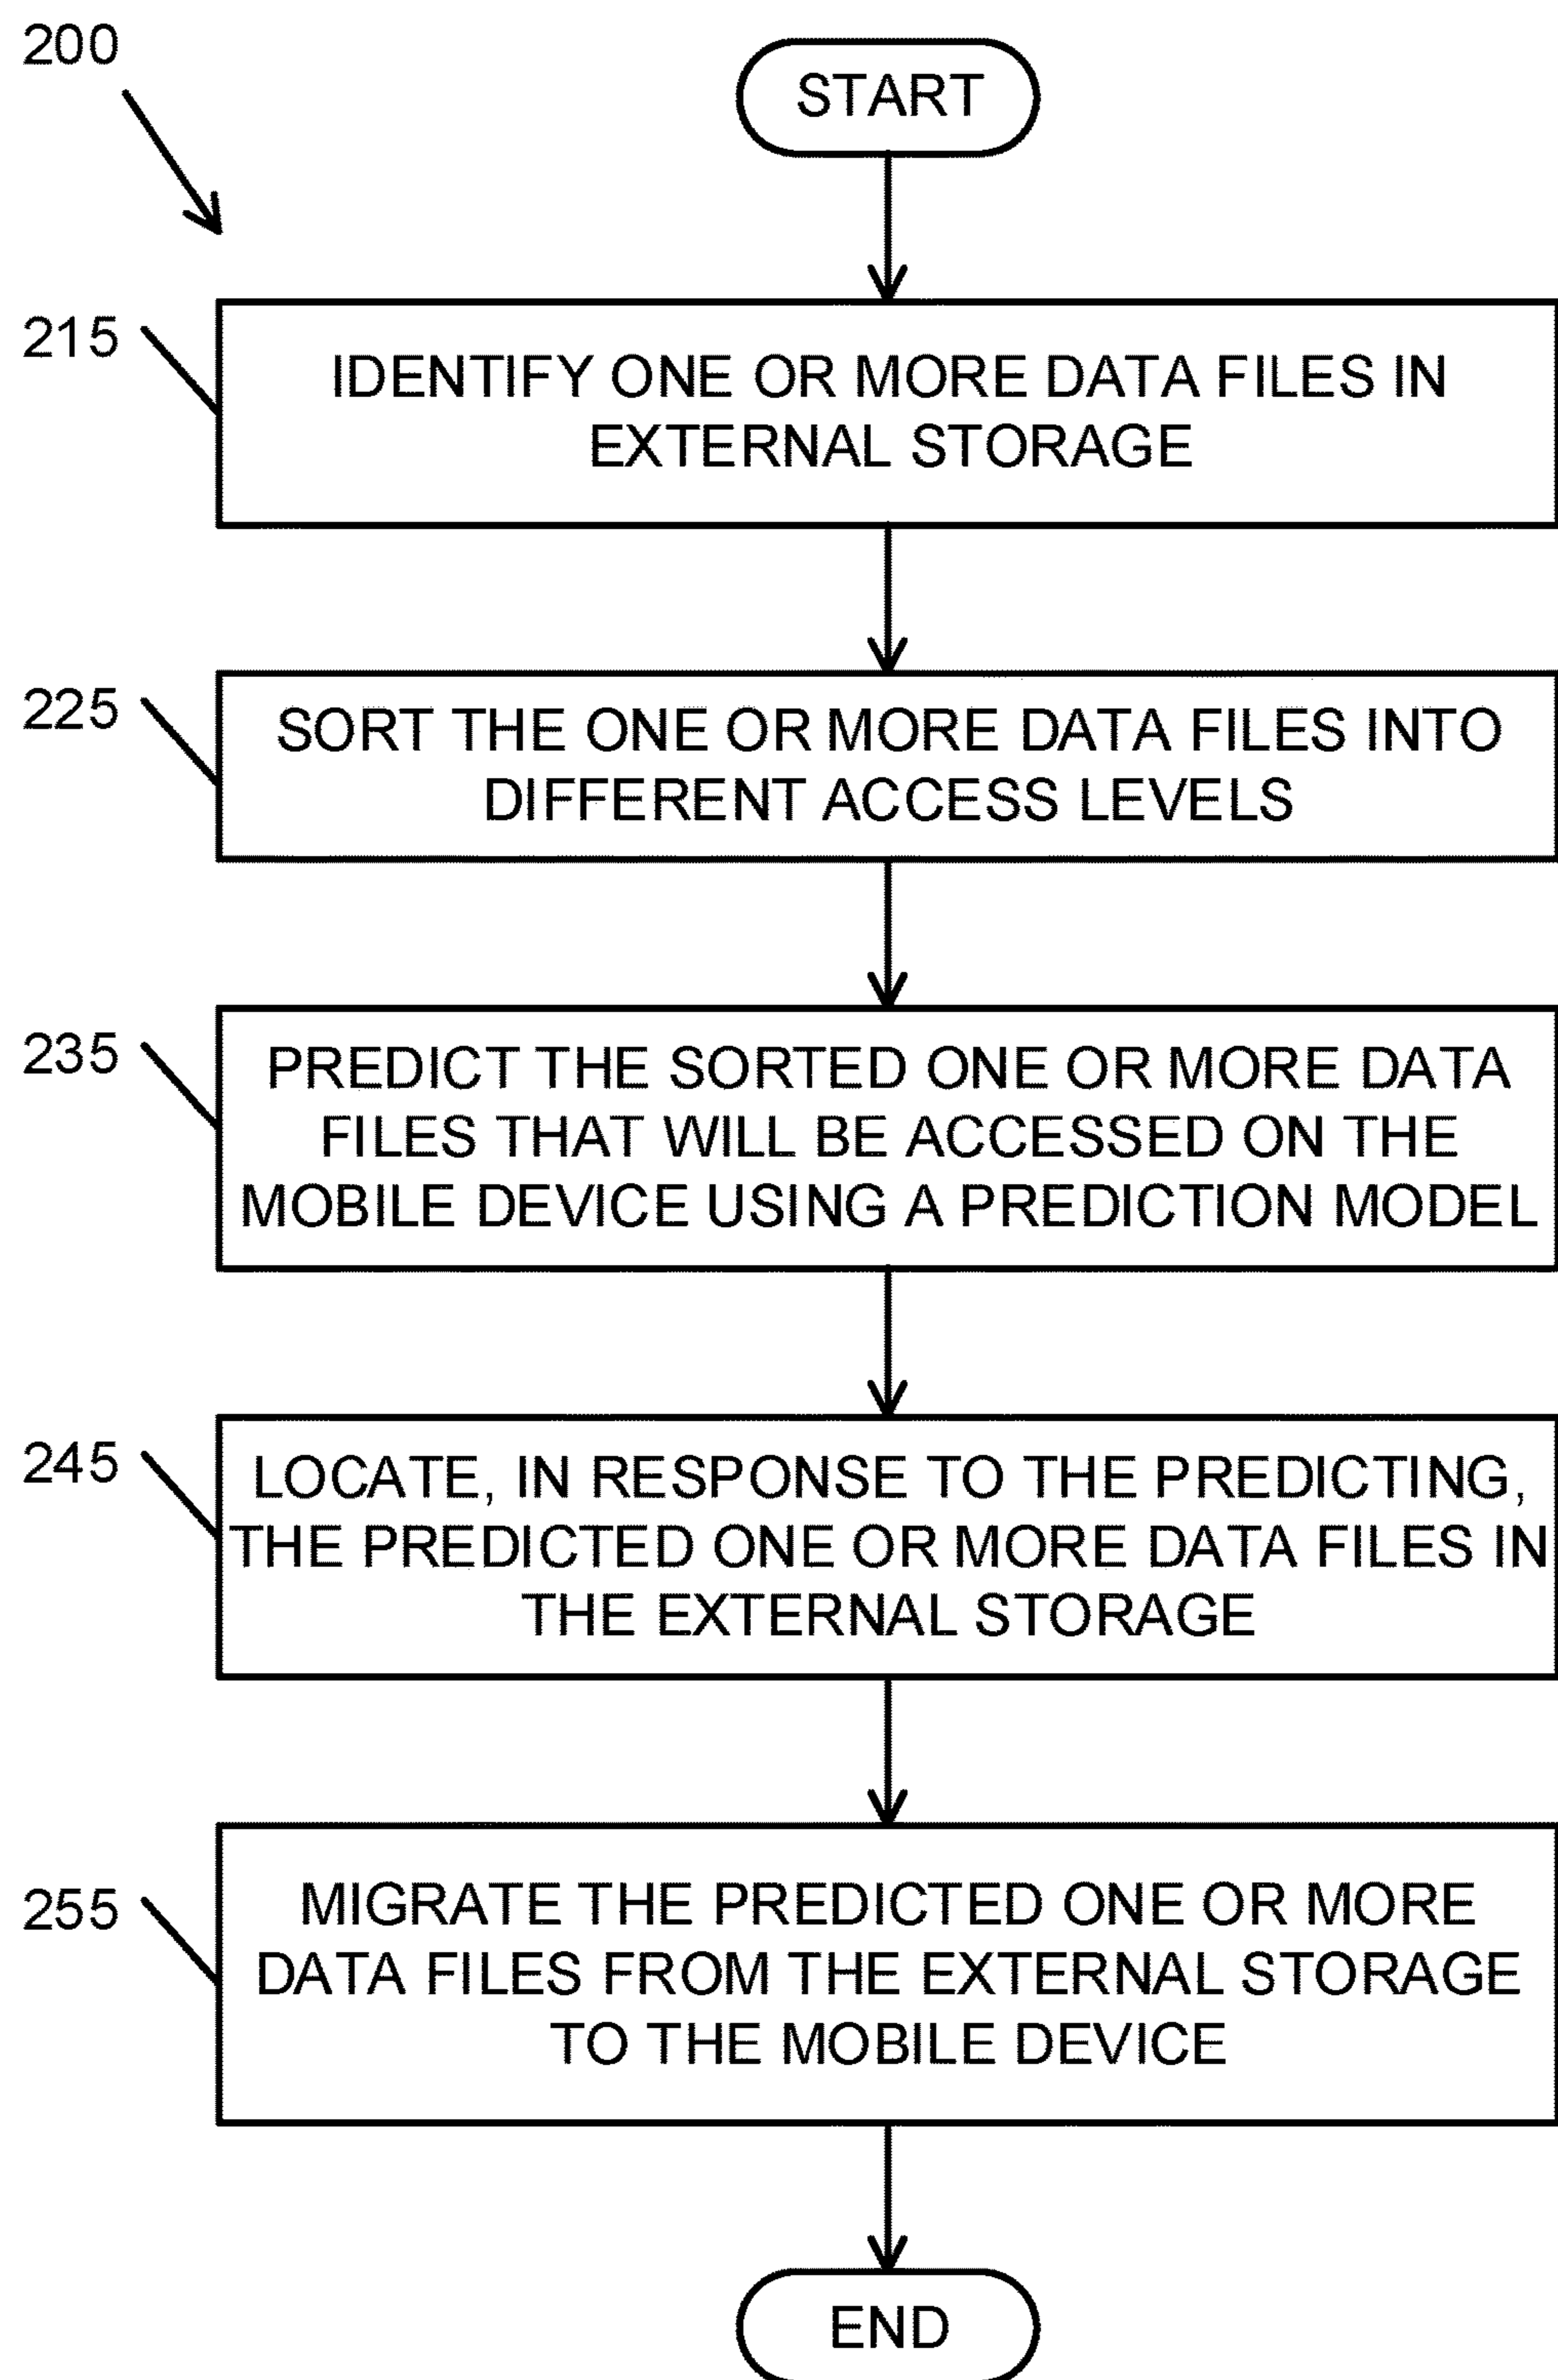 200
START
215
IDENTIFY ONE OR MORE DATA FILES IN
EXTERNAL STORAGE
225
SORT THE ONE OR MORE DATA FILES INTO
DIFFERENT ACCESS LEVELS
235
PREDICT THE SORTED ONE OR MORE DATA
FILES THAT WILL BE ACCESSED ON THE
MOBILE DEVICE USING A PREDICTION MODEL
245
LOCATE, IN RESPONSE TO THE PREDICTING,
THE PREDICTED ONE OR MORE DATA FILES IN
THE EXTERNAL STORAGE
255
MIGRATE THE PREDICTED ONE OR MORE
DATA FILES FROM THE EXTERNAL STORAGE
TO THE MOBILE DEVICE
END